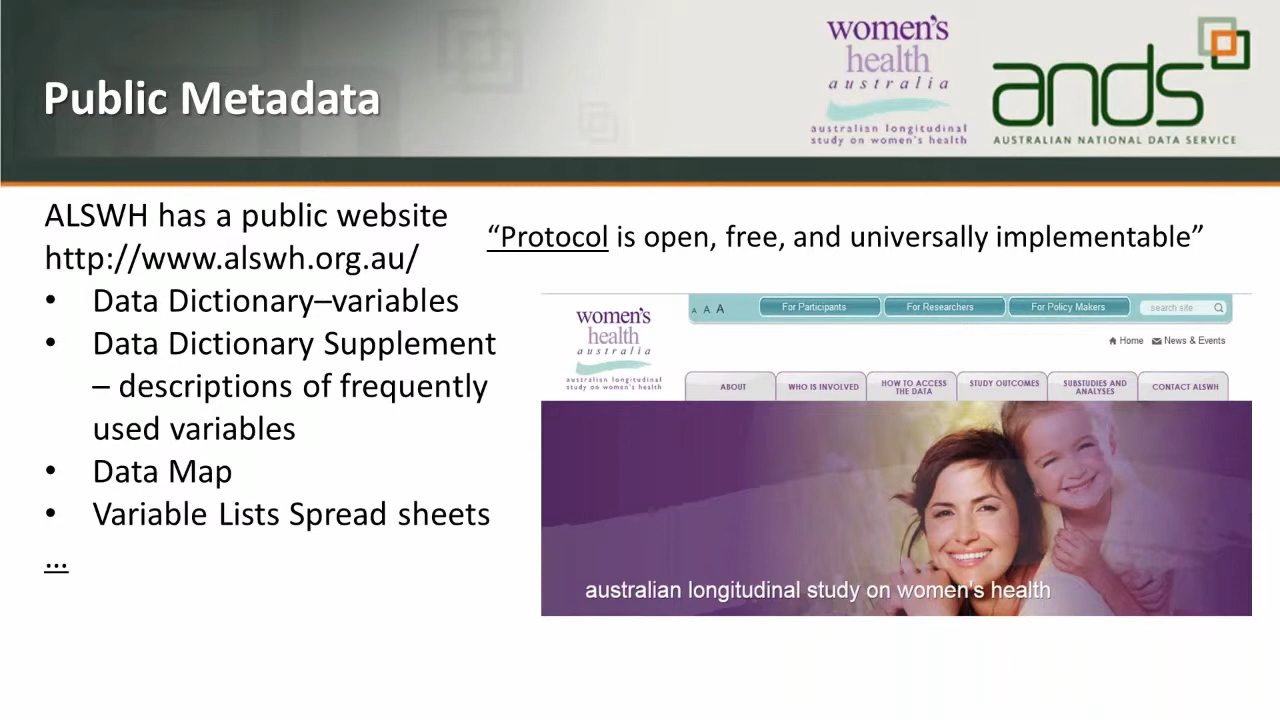 Public Metadata
women's
health
australia
australian longitudinal
study on women's health
ands
AUSTRALIAN NATIONAL DATA SERVICE
ALSWH has a public website
http://www.alswh.org.au/
• Data Dictionary–variables
• Data Dictionary Supplement
– descriptions of frequently
used variables
• Data Map
• Variable Lists Spread sheets
...
“Protocol is open, free, and universally implementable”
women's
health
australia
australian longitudinal
study on women's health
A A A
For Participants
For Researchers
For Policy Makers
search site
Home
News & Events
ABOUT
WHO IS INVOLVED
HOW TO ACCESS
THE DATA
STUDY OUTCOMES
SUBSTUDIES AND
ANALYSES
CONTACT ALSWH
australian longitudinal study on women's health